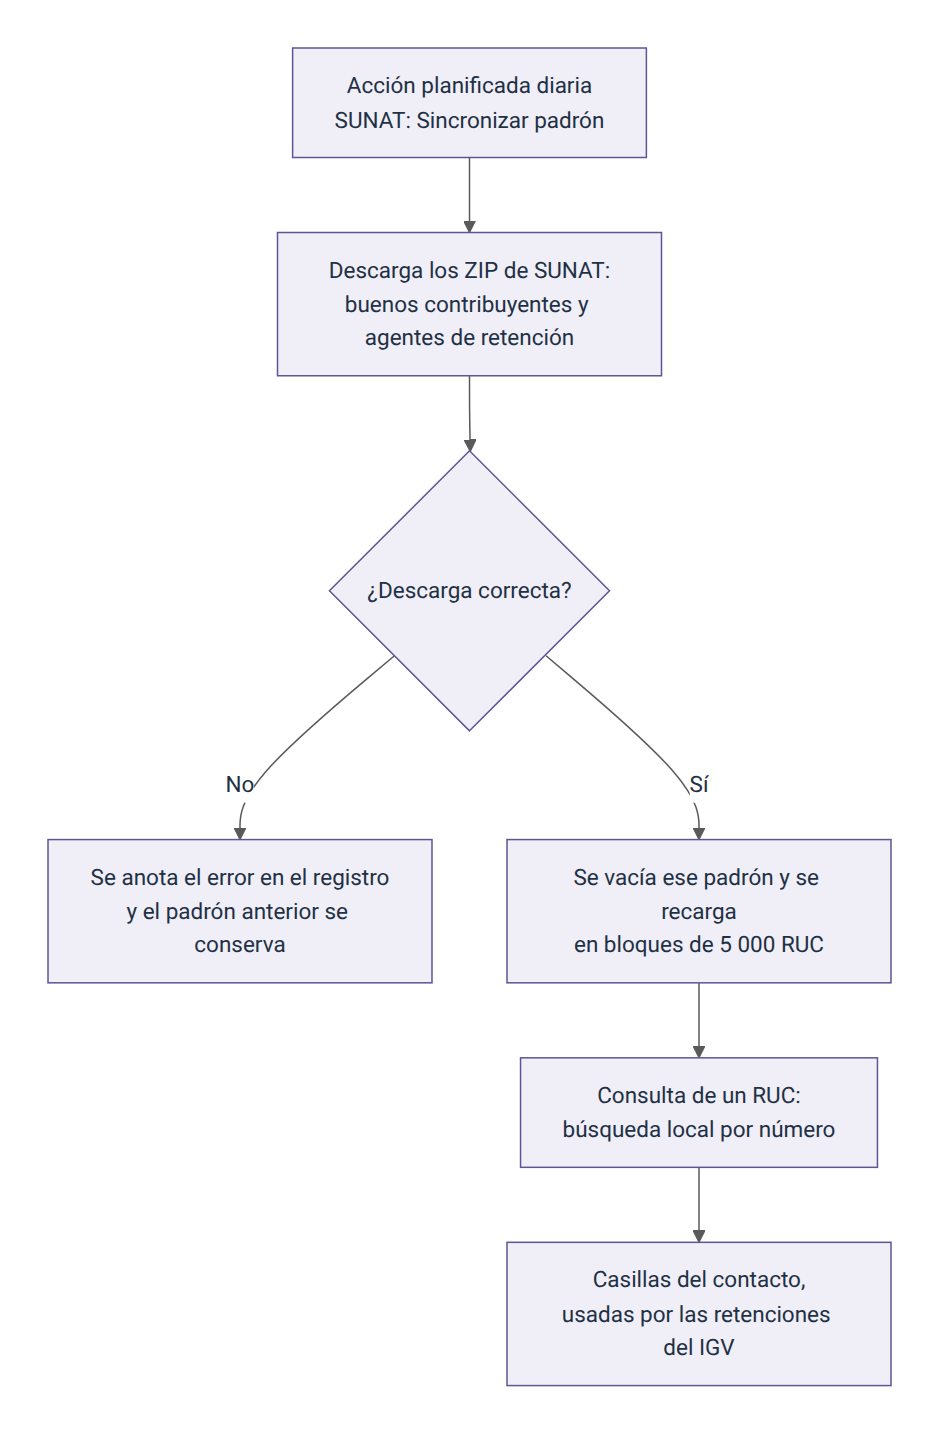 Acción planificada diaria
SUNAT: Sincronizar padrón
Descarga los ZIP de SUNAT:
buenos contribuyentes y
agentes de retención
¿Descarga correcta?
No
Sí
Se anota el error en el registro
y el padrón anterior se
conserva
Se vacía ese padrón y se
recarga
en bloques de 5 000 RUC
Consulta de un RUC:
búsqueda local por número
Casillas del contacto,
usadas por las retenciones
del IGV